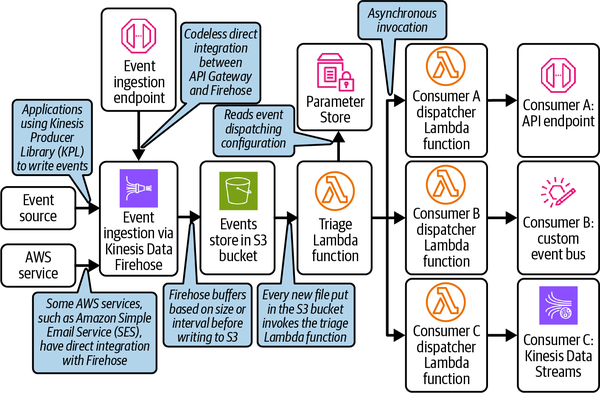 Event
ingestion
endpoint
Codeless direct
integration
between
API Gateway
and Firehose
Asynchronous
invocation
Applications
using Kinesis
Producer
Library (KPL)
to write events
Reads event
dispatching
configuration
Parameter
Store
Consumer A
dispatcher
Lambda
function
Consumer A:
API endpoint
Event
source
AWS
service
Event
ingestion via
Kinesis Data
Firehose
Events
store in S3
bucket
Triage
Lambda
function
Consumer B
dispatcher
Lambda
function
Consumer B:
custom
event bus
Some AWS services,
such as Amazon Simple
Email Service (SES),
have direct integration
with Firehose
Firehose buffers
based on size or
interval before
writing to S3
Every new file put
in the S3 bucket
invokes the triage
Lambda function
Consumer C
dispatcher
Lambda
function
Consumer C:
Kinesis Data
Streams